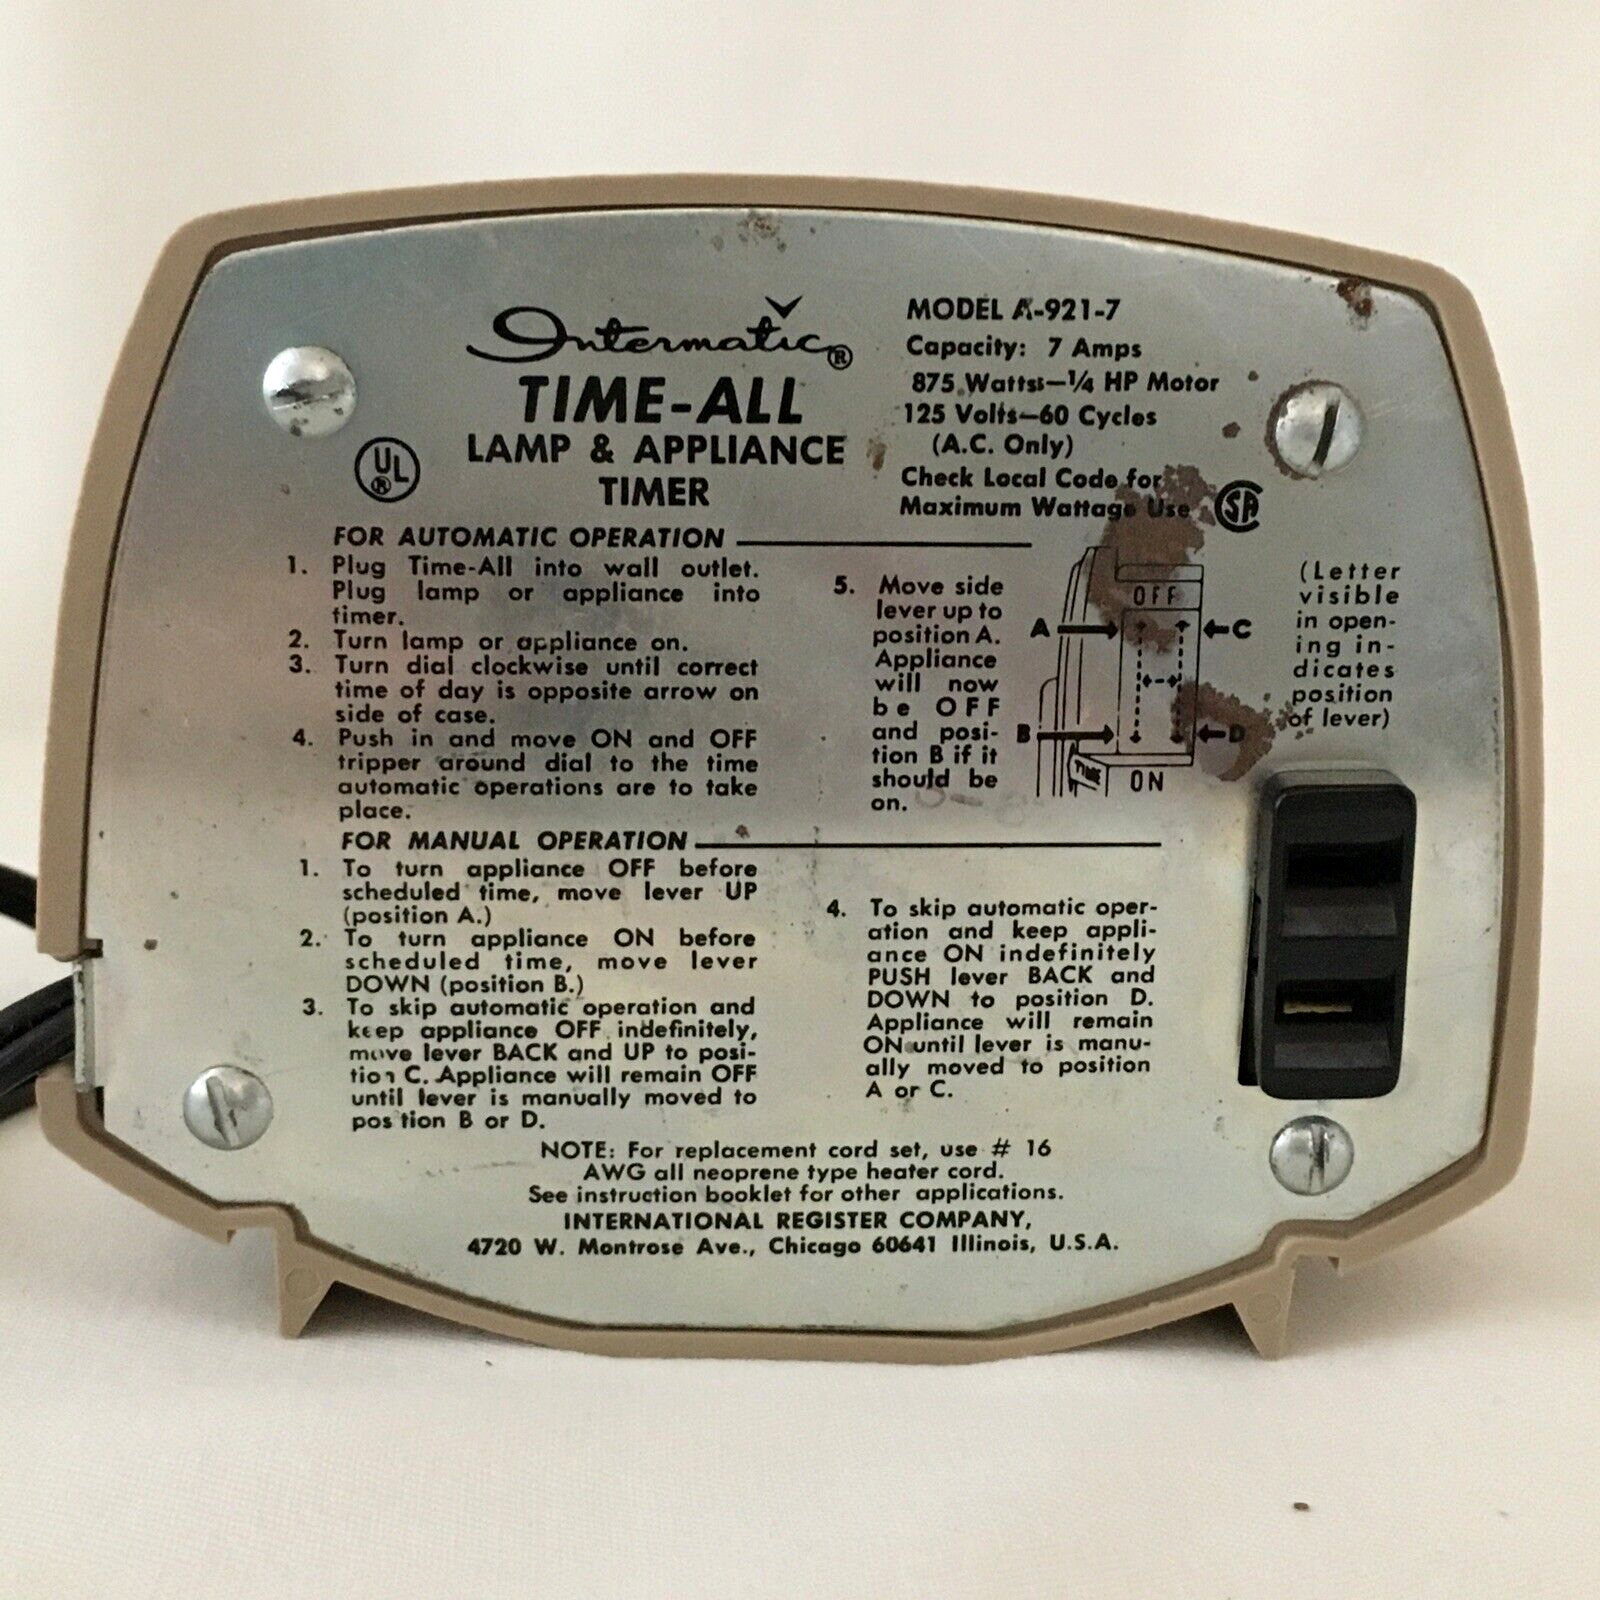 Intermatic®
TIME-ALL
LAMP & APPLIANCE
TIMER
UL
®
MODEL A-921-7
Capacity: 7 Amps
875 Watts—1/4 HP Motor
125 Volts—60 Cycles
(A.C. Only)
Check Local Code for
Maximum Wattage Use
SA
FOR AUTOMATIC OPERATION
1. Plug Time-All into wall outlet.
Plug lamp or appliance into
timer.
2. Turn lamp or appliance on.
3. Turn dial clockwise until correct
time of day is opposite arrow on
side of case.
4. Push in and move ON and OFF
tripper around dial to the time
automatic operations are to take
place.
5. Move side
lever up to
position A.
Appliance
will now
be OFF
and posi-
tion B if it
should be
on.
OFF
A
C
B
D
TIME
ON
(Letter
visible
in open-
ing in-
dicates
position
of lever)
FOR MANUAL OPERATION
1. To turn appliance OFF before
scheduled time, move lever UP
(position A.)
2. To turn appliance ON before
scheduled time, move lever
DOWN (position B.)
3. To skip automatic operation and
keep appliance OFF indefinitely,
move lever BACK and UP to posi-
tion C. Appliance will remain OFF
until lever is manually moved to
position B or D.
4. To skip automatic oper-
ation and keep appli-
ance ON indefinitely
PUSH lever BACK and
DOWN to position D.
Appliance will remain
ON until lever is manu-
ally moved to position
A or C.
NOTE: For replacement cord set, use # 16
AWG all neoprene type heater cord.
See instruction booklet for other applications.
INTERNATIONAL REGISTER COMPANY,
4720 W. Montrose Ave., Chicago 60641 Illinois, U.S.A.